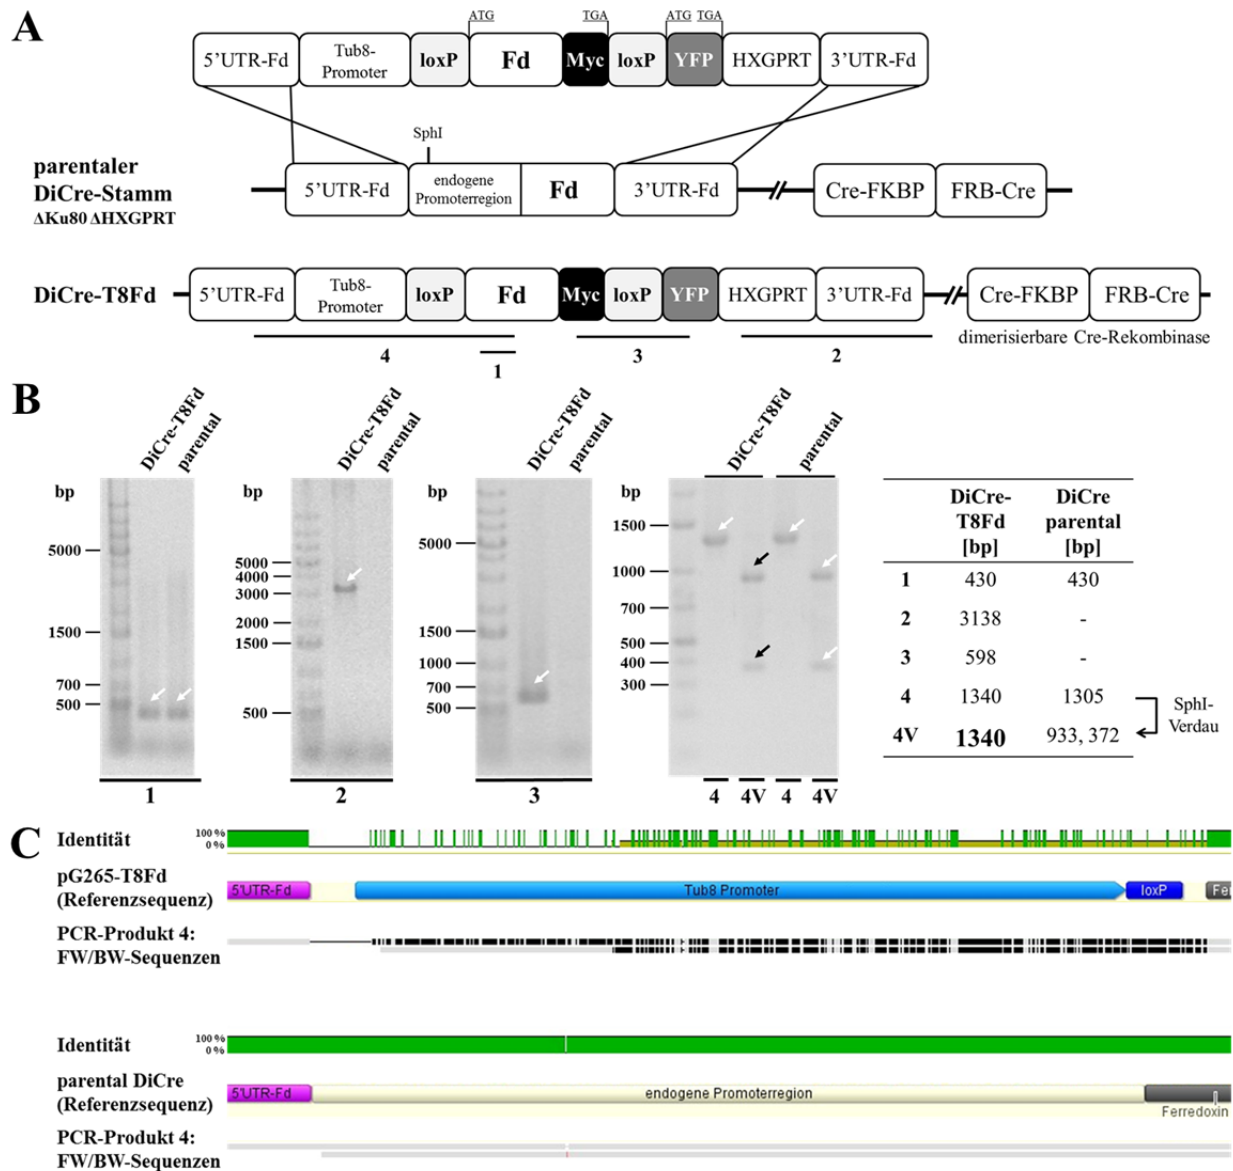 A
ATG TGA ATG TGA
5'UTR-Fd Tub8- Promoter loxP Fd Myc loxP YFP HXGPRT 3'UTR-Fd
SphI
parentaler
DiCre-Stamm
ΔKu80 ΔHXGPRT
5'UTR-Fd endogene Promoterregion Fd 3'UTR-Fd Cre-FKBP FRB-Cre
DiCre-T8Fd
5'UTR-Fd Tub8- Promoter loxP Fd Myc loxP YFP HXGPRT 3'UTR-Fd Cre-FKBP FRB-Cre
dimerisierbare Cre-Rekombinase
4 1 3 2
B
DiCre-T8Fd parental
bp
5000
1500
700
500
1
DiCre-T8Fd parental
bp
5000
4000
3000
2000
1500
500
2
DiCre-T8Fd parental
bp
5000
1500
1000
700
500
3
DiCre-T8Fd parental
bp
1500
1000
700
500
400
300
4 4V 4 4V
DiCre- DiCre
T8Fd parental
[bp] [bp]
1 430 430
2 3138 -
3 598 -
4 1340 1305
4V 1340 933, 372
SphI-
Verdau
C
Identität
100 %
0 %
pG265-T8Fd
(Referenzsequenz)
5'UTR-Fd Tub8 Promoter loxP Fer
PCR-Produkt 4:
FW/BW-Sequenzen
Identität
100 %
0 %
parental DiCre
(Referenzsequenz)
5'UTR-Fd endogene Promoterregion
Ferredoxin
PCR-Produkt 4:
FW/BW-Sequenzen